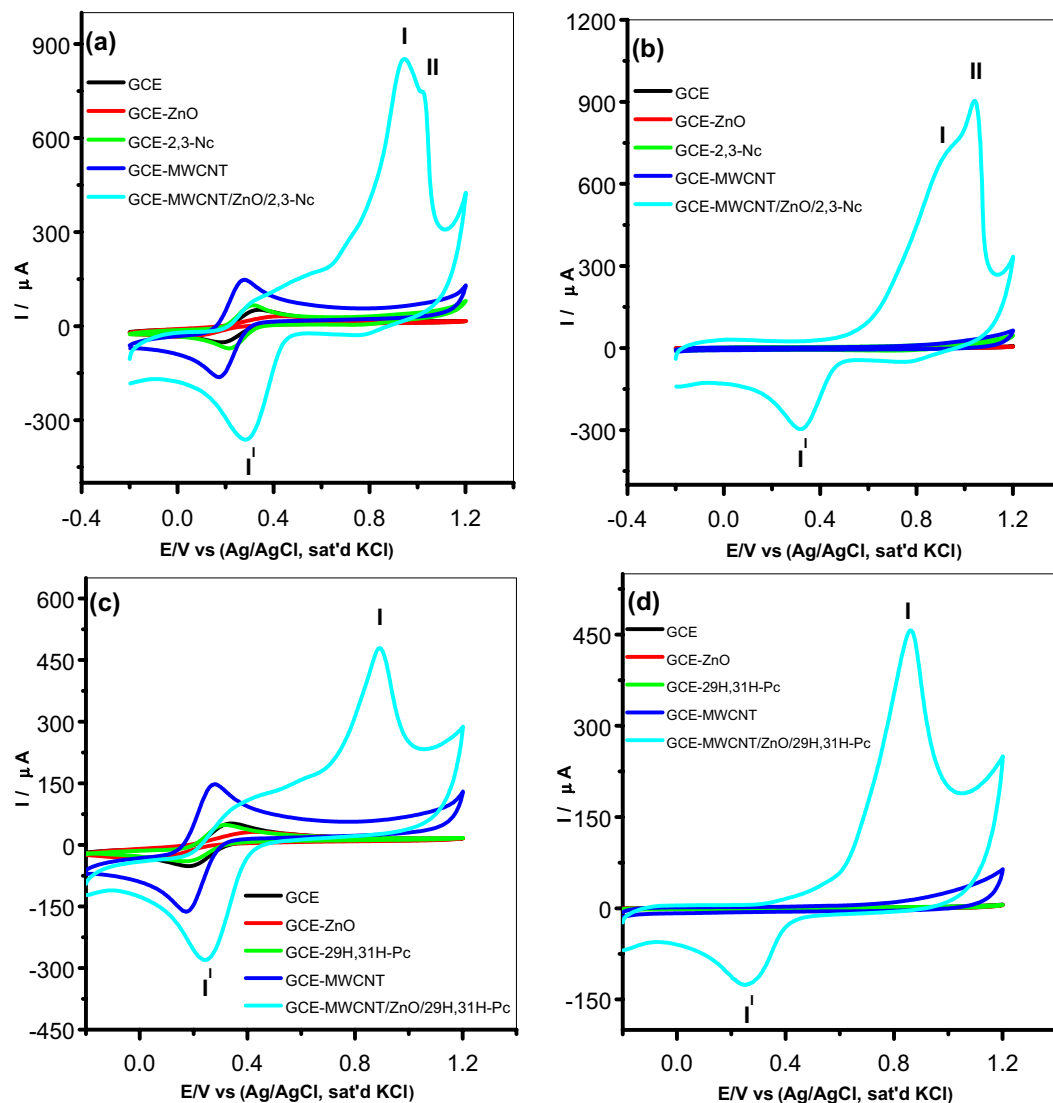 (a)
I
II
GCE
GCE-ZnO
GCE-2,3-Nc
GCE-MWCNT
GCE-MWCNT/ZnO/2,3-Nc
900
600
300
0
-300
I / µ A
I I
-0.4 0.0 0.4 0.8 1.2
E/V vs (Ag/AgCl, sat'd KCl)
(b)
II
I
GCE
GCE-ZnO
GCE-2,3-Nc
GCE-MWCNT
GCE-MWCNT/ZnO/2,3-Nc
1200
900
600
300
0
-300
I / µ A
I I
-0.4 0.0 0.4 0.8 1.2
E/V vs (Ag/AgCl, sat'd KCl)
(c)
I
600
450
300
150
0
-150
-300
-450
I / µ A
GCE
GCE-ZnO
GCE-29H,31H-Pc
GCE-MWCNT
GCE-MWCNT/ZnO/29H,31H-Pc
I I
0.0 0.4 0.8 1.2
E/V vs (Ag/AgCl, sat'd KCl)
(d)
I
GCE
GCE-ZnO
GCE-29H,31H-Pc
GCE-MWCNT
GCE-MWCNT/ZnO/29H,31H-Pc
450
300
150
0
-150
I / µ A
I I
0.0 0.4 0.8 1.2
E/V vs (Ag/AgCl, sat'd KCl)